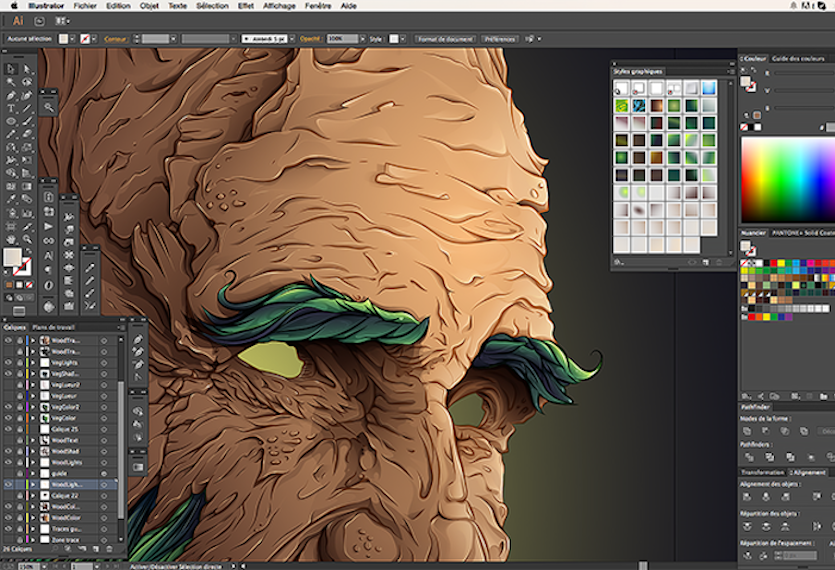 Illustrator Fichier Edition Objet Texte Sélection Effet Affichage Fenêtre Aide
Ai
Aucune sélection Contour: Arrondi 5 pt Opacité 100% Style: Format de document Préférences
Styles graphiques
Couleur Guide des couleurs
R
V
B
Nuancier PANTONE+ Solid Coate
Calques Plans de travail
WoodTra...
WoodTra...
VegLights
VegShad...
VegLueur2
VegLueur
VegColor2
VegColor
Calque 25
WoodText
WoodShad
WoodLights
guide
WoodLigh...
Calque 22
WoodCol...
WoodColor
Traces gu...
Zone trace
26 Calques
Pathfinder
Modes de la forme :
Pathfinders :
Transformation Alignement
Alignement des objets :
Répartition des objets :
Répartition de l'espacement :
150% 1 Activer/Désactiver Sélection directe